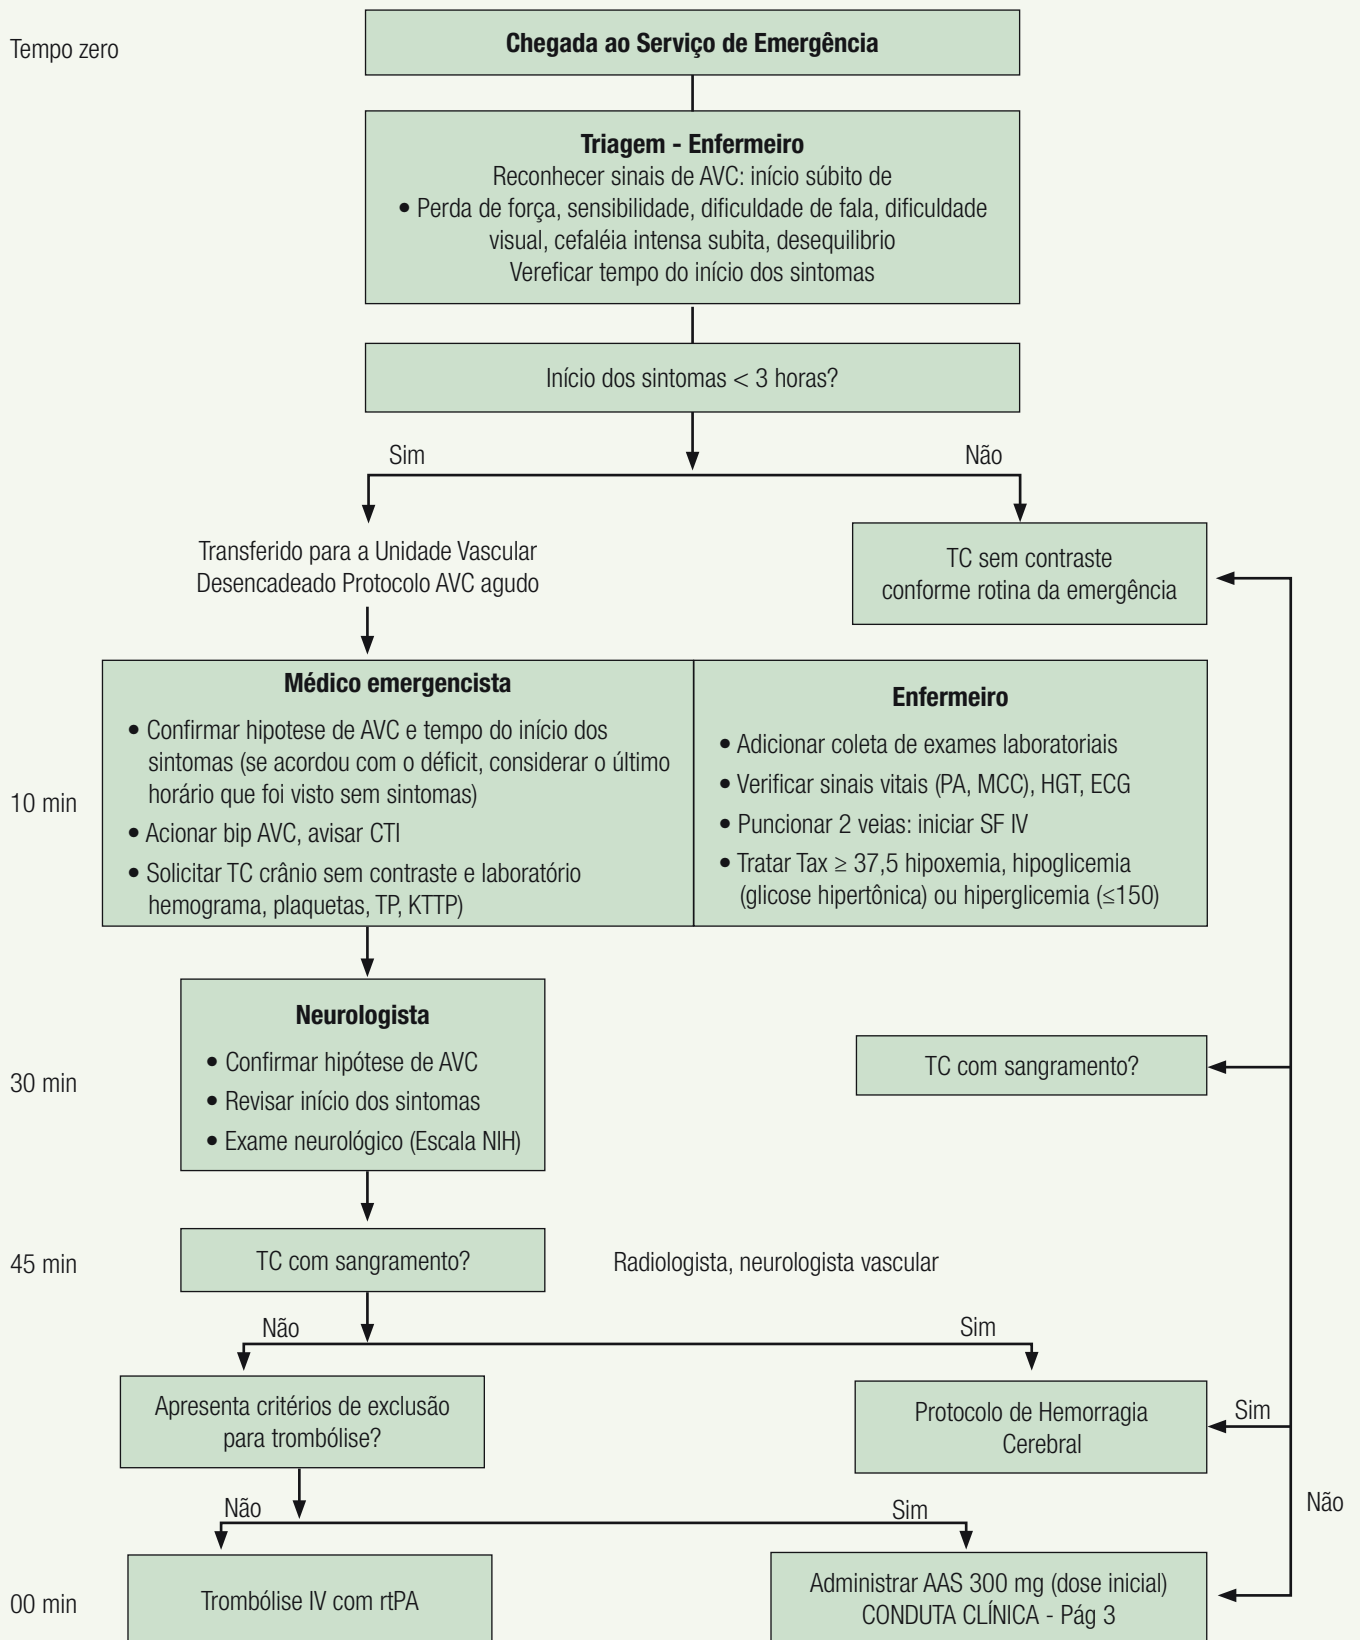 Tempo zero
Chegada ao Serviço de Emergência
Triagem - Enfermeiro
Reconhecer sinais de AVC: início súbito de
• Perda de força, sensibilidade, dificuldade de fala, dificuldade
visual, cefaléia intensa subita, desequilibrio
Vereficar tempo do início dos sintomas
Início dos sintomas < 3 horas?
Sim
Não
Transferido para a Unidade Vascular
Desencadeado Protocolo AVC agudo
TC sem contraste
conforme rotina da emergência
10 min
Médico emergencista
• Confirmar hipotese de AVC e tempo do início dos
sintomas (se acordou com o déficit, considerar o último
horário que foi visto sem sintomas)
• Acionar bip AVC, avisar CTI
• Solicitar TC crânio sem contraste e laboratório
hemograma, plaquetas, TP, KTTP)
Enfermeiro
• Adicionar coleta de exames laboratoriais
• Verificar sinais vitais (PA, MCC), HGT, ECG
• Puncionar 2 veias: iniciar SF IV
• Tratar Tax ≥ 37,5 hipoxemia, hipoglicemia
(glicose hipertônica) ou hiperglicemia (≤150)
30 min
Neurologista
• Confirmar hipótese de AVC
• Revisar início dos sintomas
• Exame neurológico (Escala NIH)
TC com sangramento?
45 min
TC com sangramento?
Radiologista, neurologista vascular
Não
Sim
Apresenta critérios de exclusão
para trombólise?
Protocolo de Hemorragia
Cerebral
Sim
Não
Não
Sim
00 min
Trombólise IV com rtPA
Administrar AAS 300 mg (dose inicial)
CONDUTA CLÍNICA - Pág 3